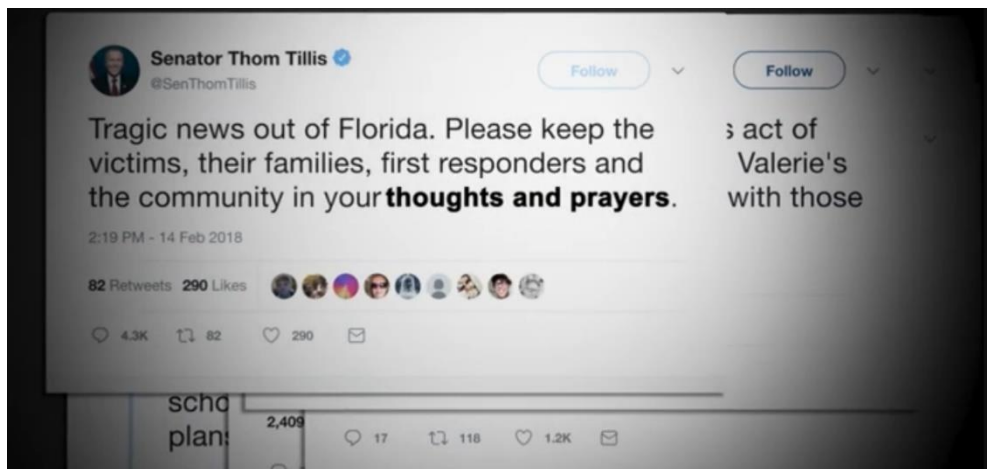 Senator Thom Tillis
@SenThomTillis
Follow
Tragic news out of Florida. Please keep the
victims, their families, first responders and
the community in your thoughts and prayers.
2:19 PM - 14 Feb 2018
82 Retweets 290 Likes
4.3K 82 290
Follow
s act of
Valerie's
with those
scho
plans
2,409
17 118 1.2K